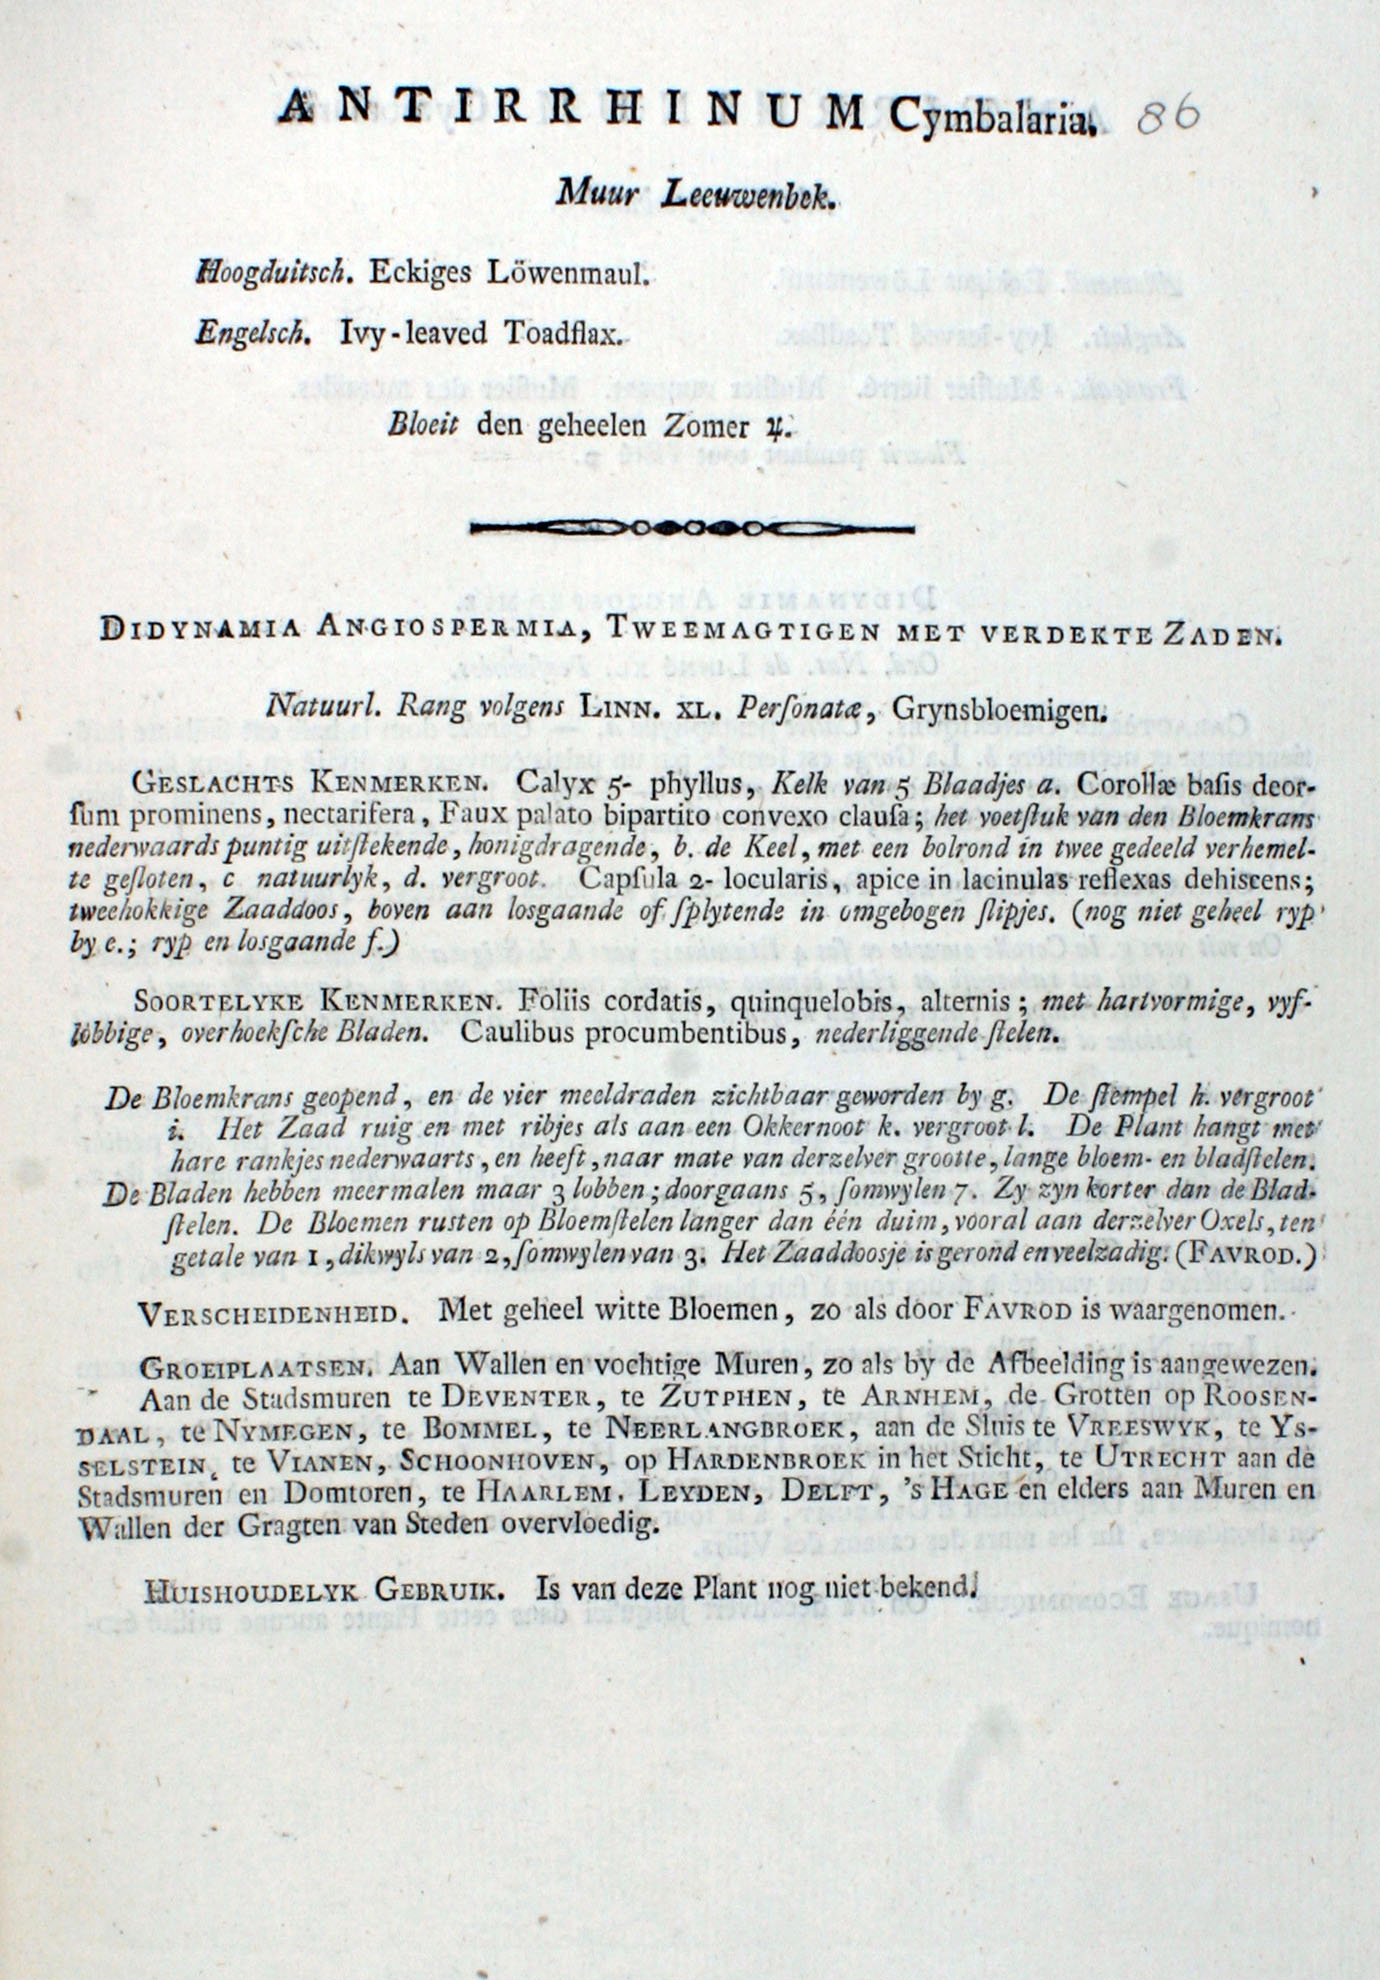 ANTIRRHINUM Cymbalaria. 86
Muur Leeuwenbek.
Hoogduitsch. Eckiges Löwenmaul.
Engelsch. Ivy-leaved Toadflax.
Bloeit den geheelen Zomer ♃.
DIDYNAMIA ANGIOSPERMIA, TWEEMAGTIGEN MET VERDEKTE ZADEN.
Natuurl. Rang volgens LINN. XL. Perſonatæ, Grynsbloemigen.
GESLACHTS KENMERKEN. Calyx 5- phyllus, Kelk van 5 Blaadjes a. Corollæ baſis deor-
ſum prominens, nectarifera, Faux palato bipartito convexo clauſa; het voetſtuk van den Bloemkrans
nederwaards puntig uitſtekende, honigdragende, b. de Keel, met een bolrond in twee gedeeld verhemel-
te geſloten, c natuurlyk, d. vergroot. Capſula 2- locularis, apice in lacinulas reflexas dehiscens;
tweehokkige Zaaddoos, boven aan losgaande of ſplytende in omgebogen ſlipjes. (nog niet geheel ryp
by e.; ryp en losgaande f.)
SOORTELYKE KENMERKEN. Foliis cordatis, quinquelobis, alternis; met hartvormige, vyf-
lobbige, overhoekſche Bladen. Caulibus procumbentibus, nederliggende ſtelen.
De Bloemkrans geopend, en de vier meeldraden zichtbaar geworden by g. De ſtempel h. vergroot
i. Het Zaad ruig en met ribjes als aan een Okkernoot k. vergroot l. De Plant hangt met
hare rankjes nederwaarts, en heeft, naar mate van derzelver grootte, lange bloem- en bladſtelen.
De Bladen hebben meermalen maar 3 lobben; doorgaans 5, ſomwylen 7. Zy zyn korter dan de Blad-
ſtelen. De Bloemen rusten op Bloemſtelen langer dan één duim, vooral aan derzelver Oxels, ten
getale van 1, dikwyls van 2, ſomwylen van 3. Het Zaaddoosje is gerond en veelzadig. (FAVROD.)
VERSCHEIDENHEID. Met geheel witte Bloemen, zo als door FAVROD is waargenomen.
GROEIPLAATSEN. Aan Wallen en vochtige Muren, zo als by de Afbeelding is aangewezen.
Aan de Stadsmuren te DEVENTER, te ZUTPHEN, te ARNHEM, de Grotten op ROOSEN-
DAAL, te NYMEGEN, te BOMMEL, te NEERLANGBROEK, aan de Sluis te VREESWYK, te YS-
SELSTEIN, te VIANEN, SCHOONHOVEN, op HARDENBROEK in het Sticht, te UTRECHT aan de
Stadsmuren en Domtoren, te HAARLEM, LEYDEN, DELFT, 's HAGE en elders aan Muren en
Wallen der Gragten van Steden overvloedig.
HUISHOUDELYK GEBRUIK. Is van deze Plant nog niet bekend.